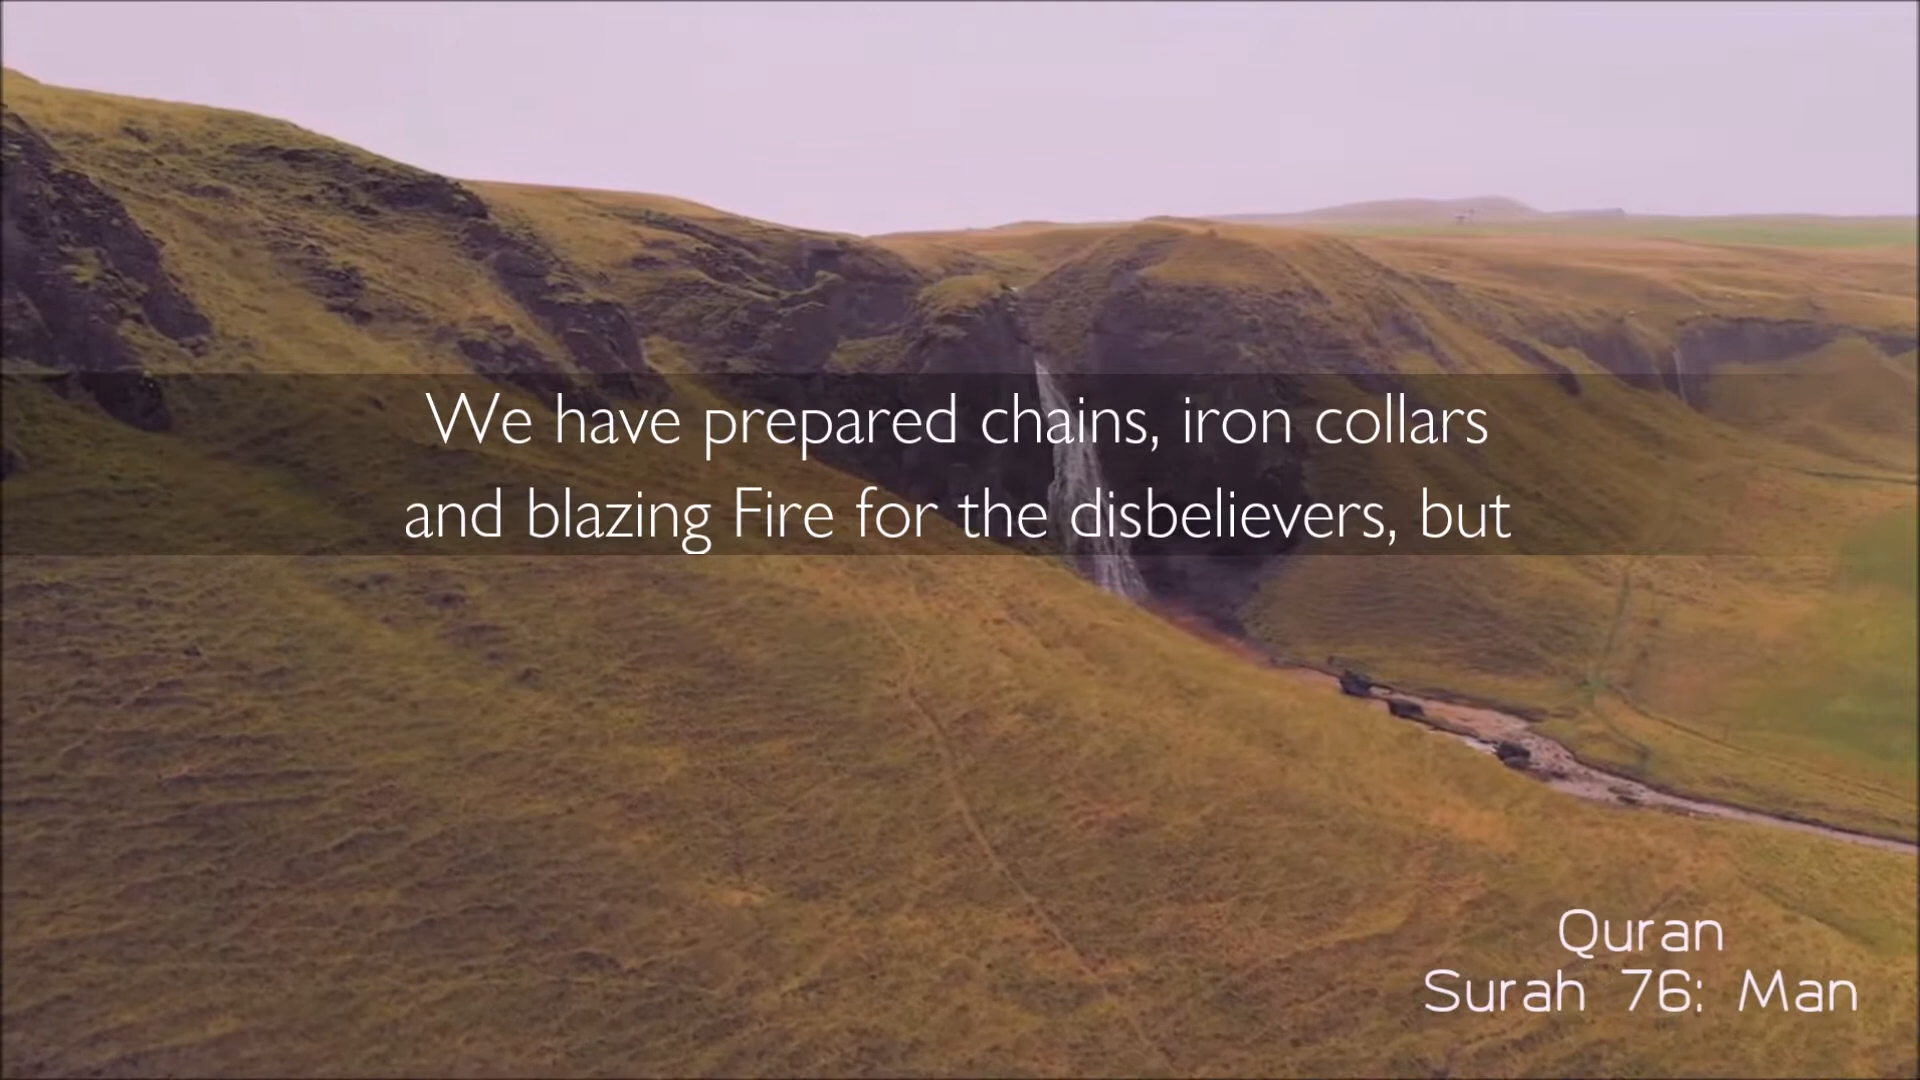 We have prepared chains, iron collars
and blazing Fire for the disbelievers, but
Quran
Surah 76: Man